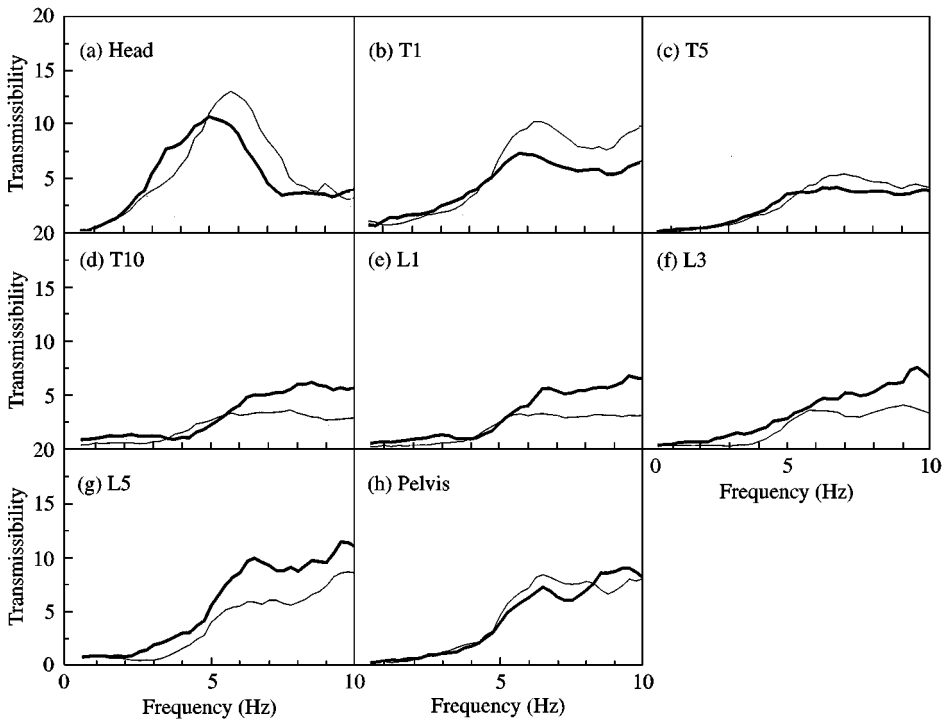 20
15
10
5
20
Transmissibility
(a) Head
(b) T1
(c) T5
15
10
5
20
Transmissibility
(d) T10
(e) L1
(f) L3
0
5
10
Frequency (Hz)
15
10
5
0
Transmissibility
(g) L5
(h) Pelvis
0
5
10
5
10
Frequency (Hz)
Frequency (Hz)